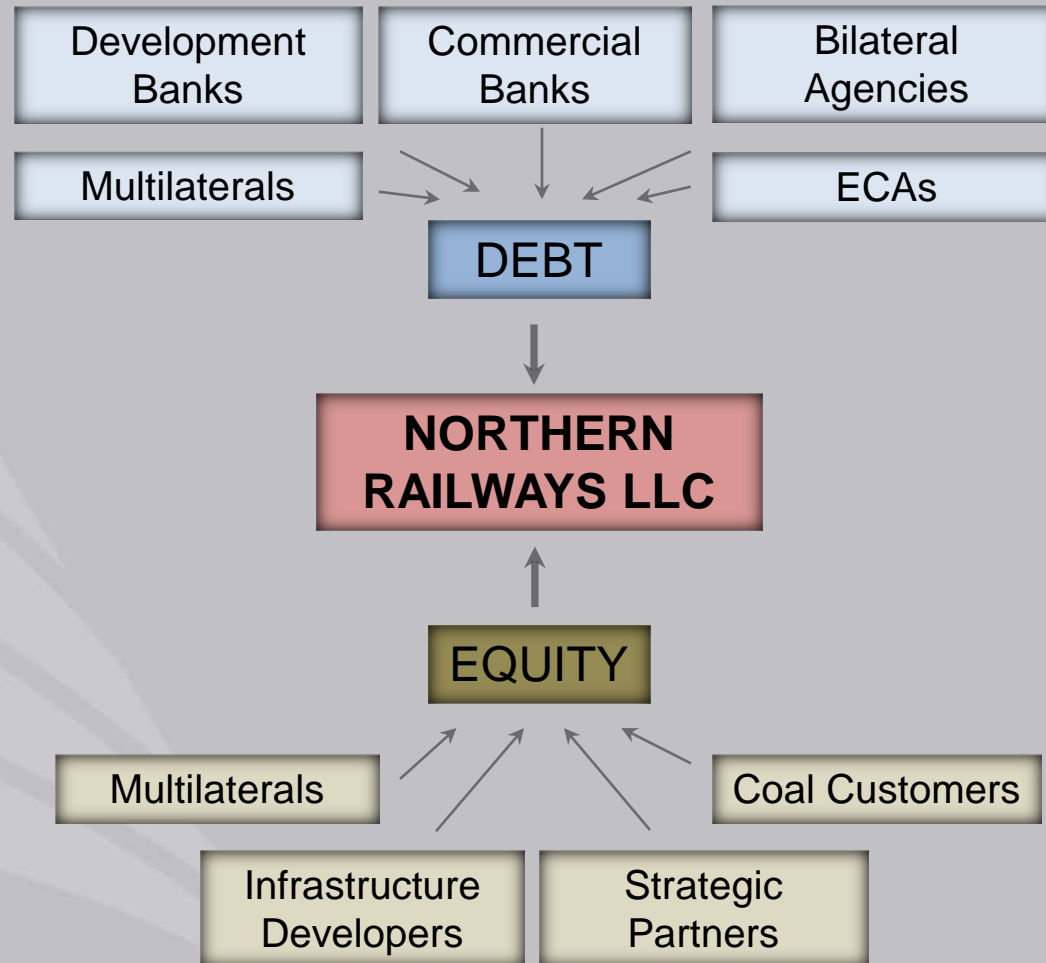 Development
Banks
Commercial
Banks
Bilateral
Agencies
Multilaterals
ECAs
DEBT
NORTHERN
RAILWAYS LLC
EQUITY
Multilaterals
Coal Customers
Infrastructure
Developers
Strategic
Partners